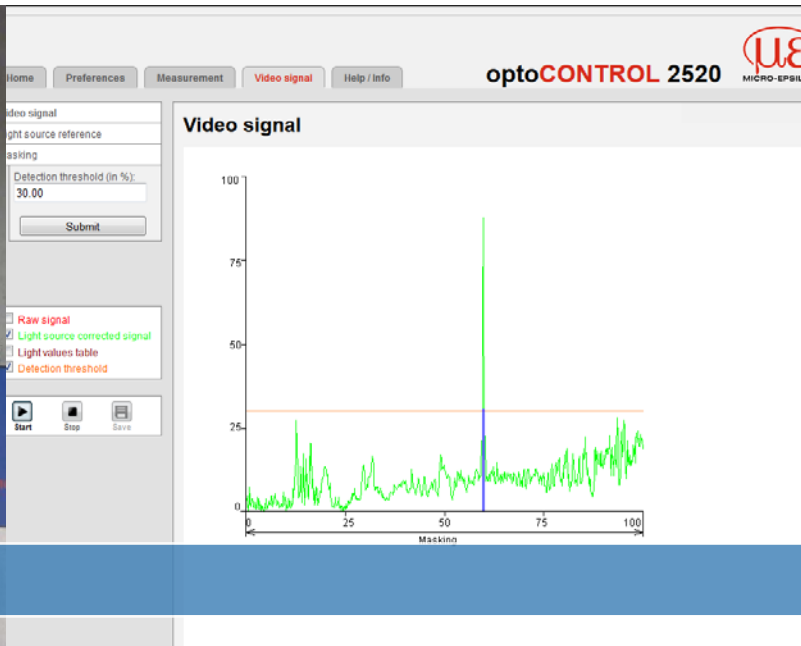 µε
MICRO-EPSIL
optoCONTROL 2520
Home
Preferences
Measurement
Video signal
Help / Info
ideo signal
ght source reference
asking
Detection threshold (in %):
30.00
Submit
Raw signal
Light source corrected signal
Light values table
Detection threshold
Start
Stop
Save
Video signal
100
75
50
25
0
0
25
50
75
100
Masking